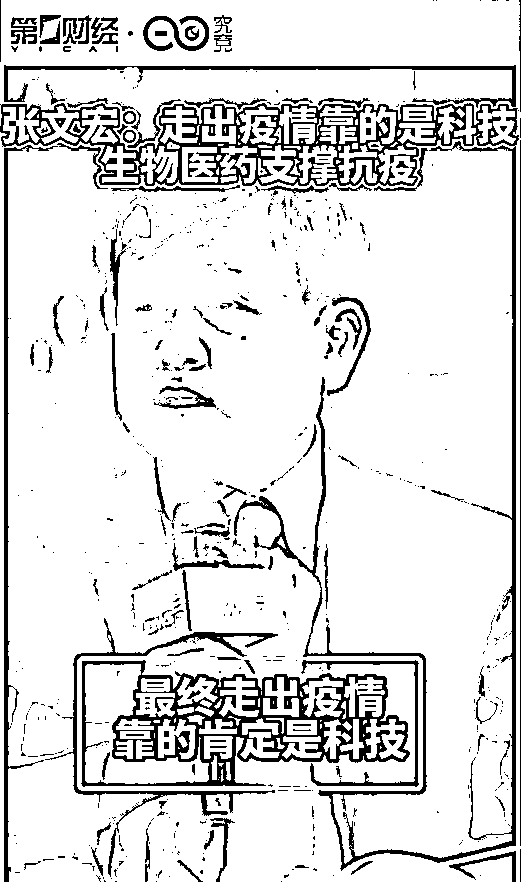 第一财经 · 究竟
YICAI
张文宏：走出疫情靠的是科技
生物医药支撑抗疫
最终走出疫情
靠的肯定是科技